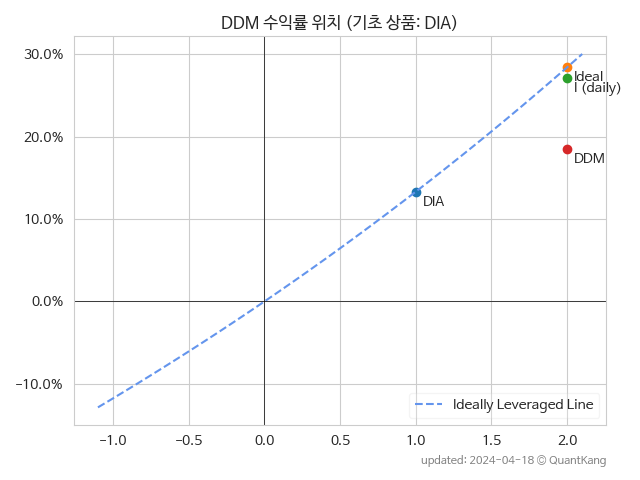 DDM 수익률 위치 (기초 상품: DIA)
30.0%
20.0%
10.0%
0.0%
−10.0%
Ideal
I (daily)
DDM
DIA
Ideally Leveraged Line
−1.0 −0.5 0.0 0.5 1.0 1.5 2.0
updated: 2024-04-18 © QuantKang